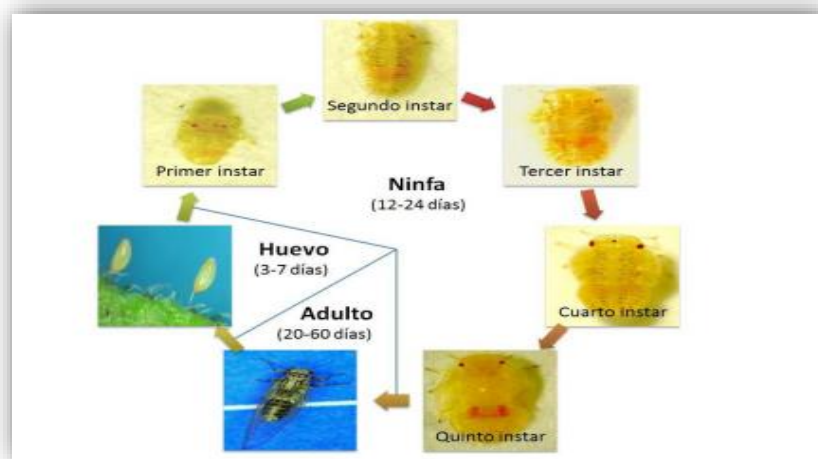 Segundo instar
Primer instar
Tercer instar
Ninfa
(12-24 días)
Huevo
(3-7 días)
Adulto
(20-60 días)
Cuarto instar
Quinto instar